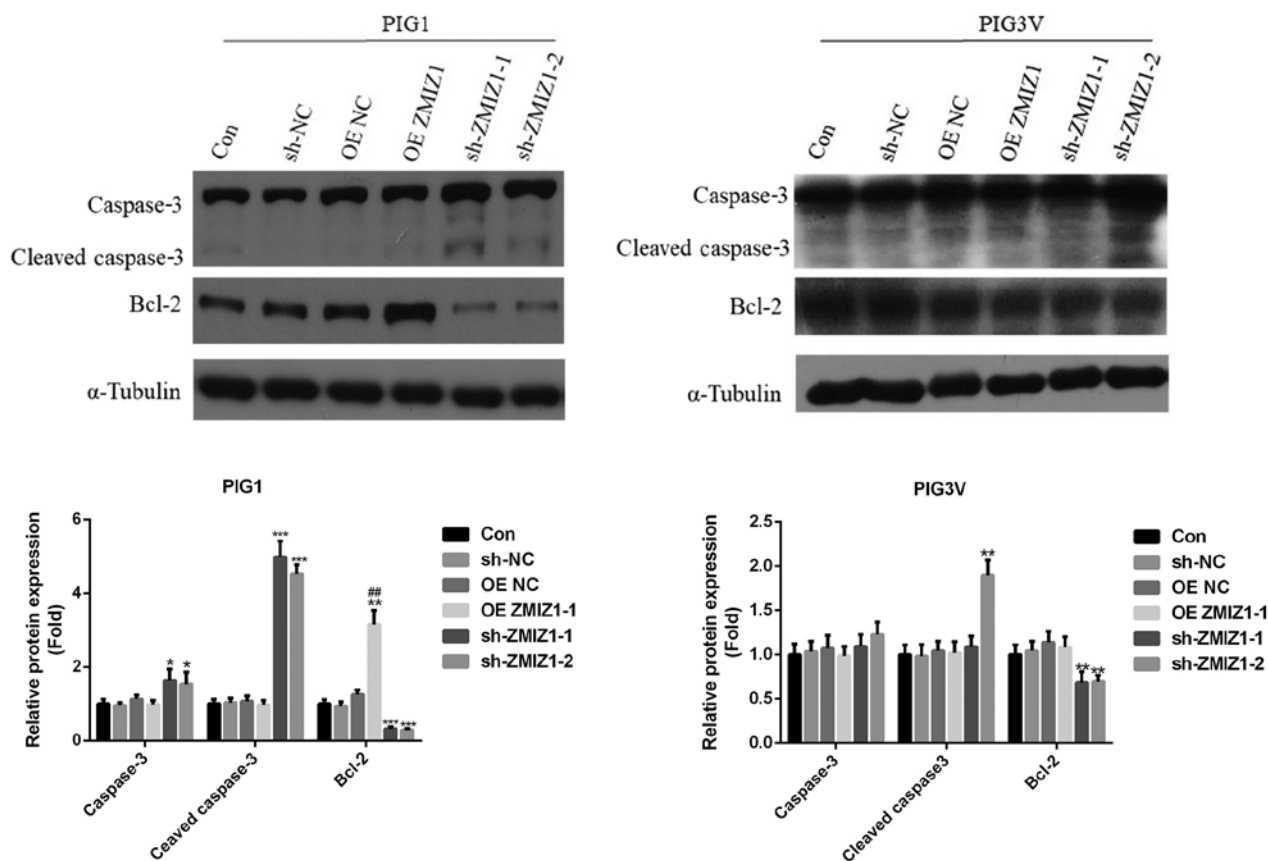 PIG1
Con
sh-NC
OE NC
OE ZMIZ1
sh-ZMIZ1-1
sh-ZMIZ1-2
Caspase-3
Cleaved caspase-3
Bcl-2
α-Tubulin
PIG3V
Con
sh-NC
OE NC
OE ZMIZ1
sh-ZMIZ1-1
sh-ZMIZ1-2
Caspase-3
Cleaved caspase-3
Bcl-2
α-Tubulin
PIG1
Relative protein expression
(Fold)
6
4
2
0
* *
*** ***
##
**
*** ***
Caspase-3
Ceaved caspase-3
Bcl-2
Con
sh-NC
OE NC
OE ZMIZ1-1
sh-ZMIZ1-1
sh-ZMIZ1-2
PIG3V
Relative protein expression
(Fold)
2.5
2.0
1.5
1.0
0.5
0.0
**
** **
Caspase-3
Cleaved caspase3
Bcl-2
Con
sh-NC
OE NC
OE ZMIZ1-1
sh-ZMIZ1-1
sh-ZMIZ1-2